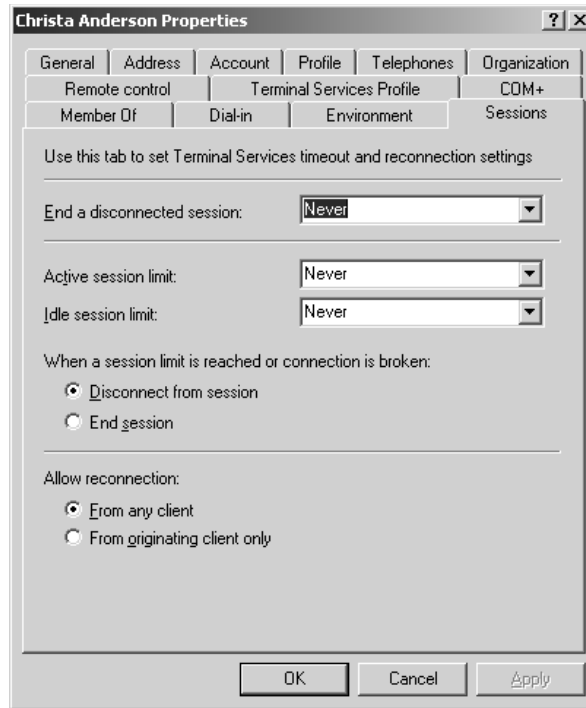 Christa Anderson Properties
General Address Account Profile Telephones Organization
Remote control Terminal Services Profile COM+
Member Of Dial-in Environment Sessions
Use this tab to set Terminal Services timeout and reconnection settings
End a disconnected session: Never
Active session limit: Never
Idle session limit: Never
When a session limit is reached or connection is broken:
Disconnect from session
End session
Allow reconnection:
From any client
From originating client only
OK Cancel Apply